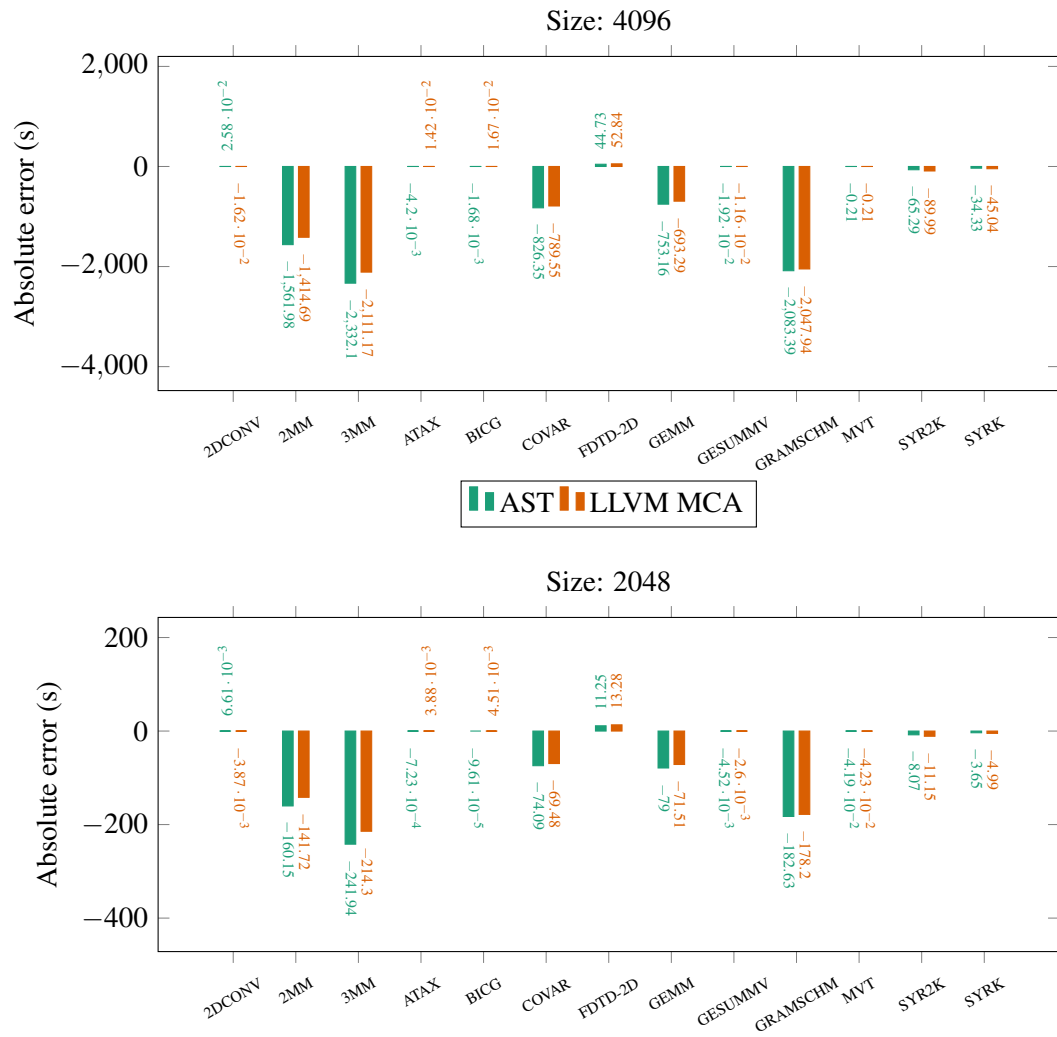 Size: 4096
Absolute error (s)
2,000
0
−2,000
−4,000
2.58 · 10−2
−1.62 · 10−2
−1,561.98
−1,414.69
−2,332.1
−2,111.17
−4.2 · 10−3
1.42 · 10−2
−1.68 · 10−3
1.67 · 10−2
−826.35
−789.55
44.73
52.84
−753.16
−693.29
−1.92 · 10−2
−1.16 · 10−2
−2,083.39
−2,047.94
−0.21
−0.21
−65.29
−89.99
−34.33
−45.04
2DCONV
2MM
3MM
ATAX
BICG
COVAR
FDTD-2D
GEMM
GESUMMV
GRAMSCHM
MVT
SYR2K
SYRK
AST LLVM MCA
Size: 2048
Absolute error (s)
200
0
−200
−400
6.61 · 10−3
−3.87 · 10−3
−160.15
−141.72
−241.94
−214.3
−7.23 · 10−4
3.88 · 10−3
−9.61 · 10−5
4.51 · 10−3
−74.09
−69.48
11.25
13.28
−79
−71.51
−4.52 · 10−3
−2.6 · 10−3
−182.63
−178.2
−4.19 · 10−2
−4.23 · 10−2
−8.07
−11.15
−3.65
−4.99
2DCONV
2MM
3MM
ATAX
BICG
COVAR
FDTD-2D
GEMM
GESUMMV
GRAMSCHM
MVT
SYR2K
SYRK